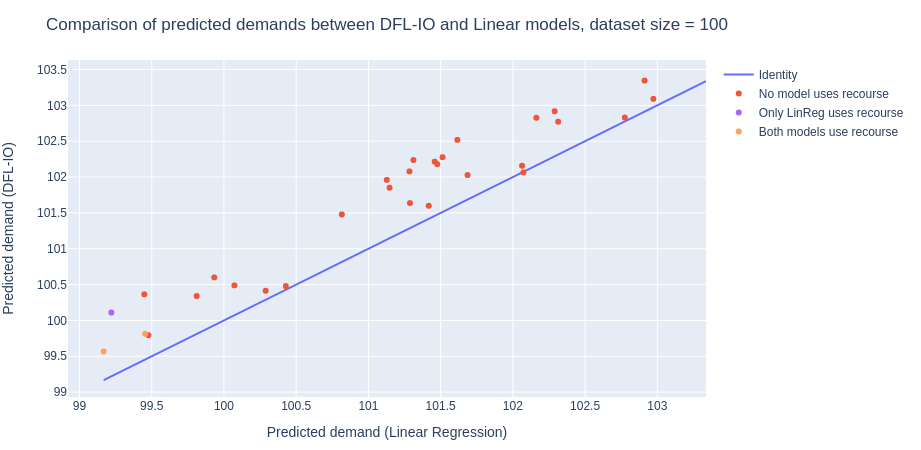 Comparison of predicted demands between DFL-IO and Linear models, dataset size = 100
Predicted demand (DFL-IO)
103.5
103
102.5
102
101.5
101
100.5
100
99.5
99
99
99.5
100
100.5
101
101.5
102
102.5
103
Predicted demand (Linear Regression)
Identity
No model uses recourse
Only LinReg uses recourse
Both models use recourse